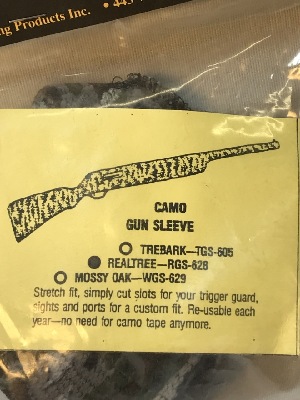 ng Products Inc. • 445
CAMO
GUN SLEEVE
TREBARK—TGS-605
REALTREE—RGS-628
MOSSY OAK—WGS-629
Stretch fit, simply cut slots for your trigger guard,
sights and ports for a custom fit. Re-usable each
year—no need for camo tape anymore.